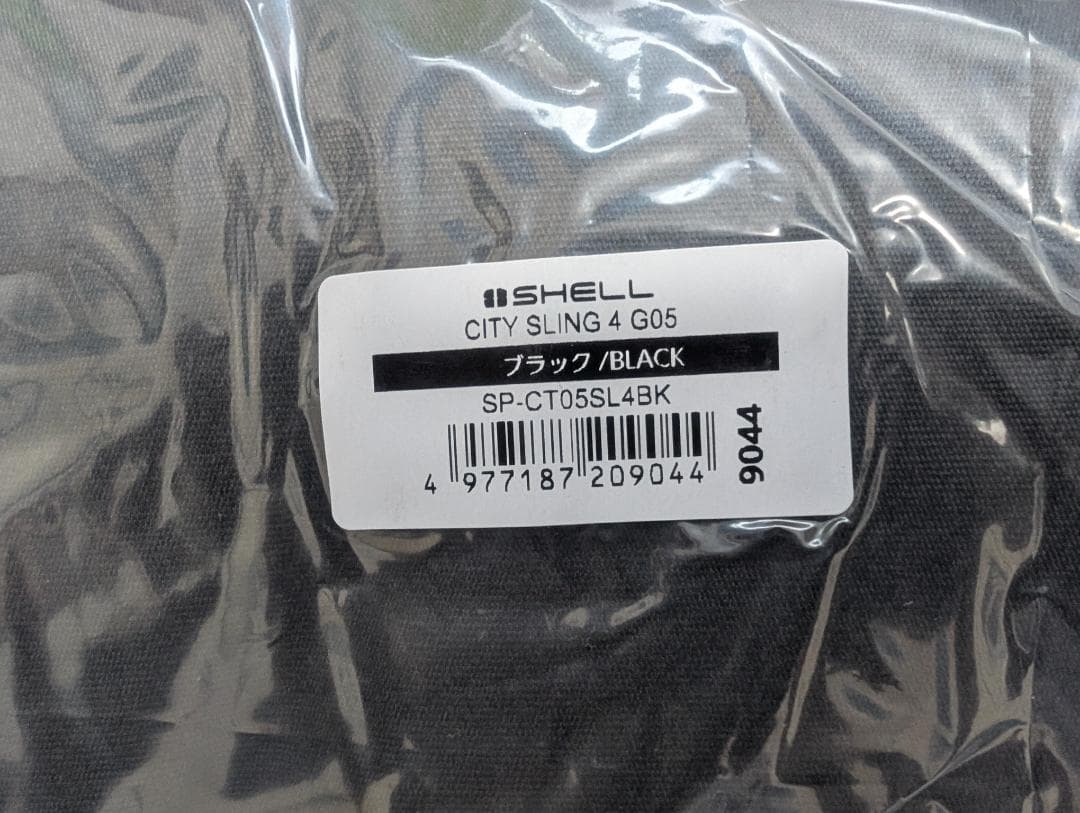 SHELL
CITY SLING 4 G05
ブラック /BLACK
SP-CT05SL4BK
4 977187 209044
9044